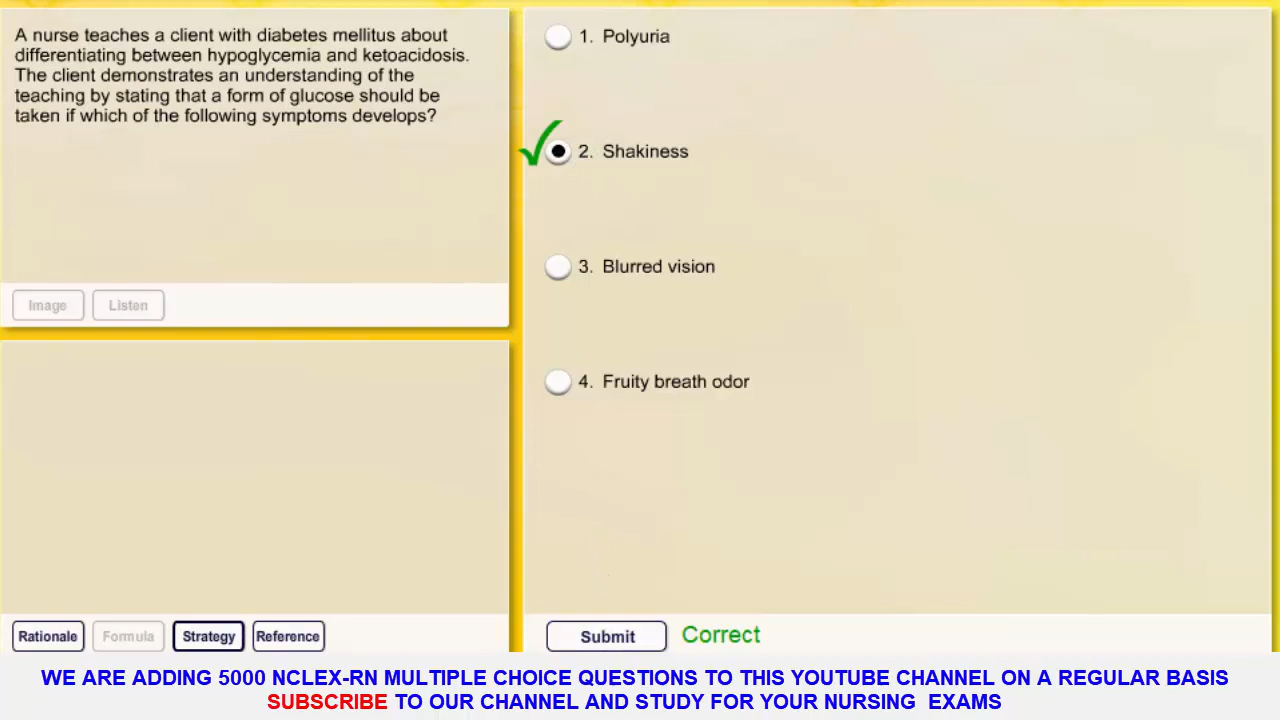 A nurse teaches a client with diabetes mellitus about
differentiating between hypoglycemia and ketoacidosis.
The client demonstrates an understanding of the
teaching by stating that a form of glucose should be
taken if which of the following symptoms develops?
Image Listen
1. Polyuria
2. Shakiness
3. Blurred vision
4. Fruity breath odor
Rationale Formula Strategy Reference
Submit Correct
WE ARE ADDING 5000 NCLEX-RN MULTIPLE CHOICE QUESTIONS TO THIS YOUTUBE CHANNEL ON A REGULAR BASIS
SUBSCRIBE TO OUR CHANNEL AND STUDY FOR YOUR NURSING EXAMS